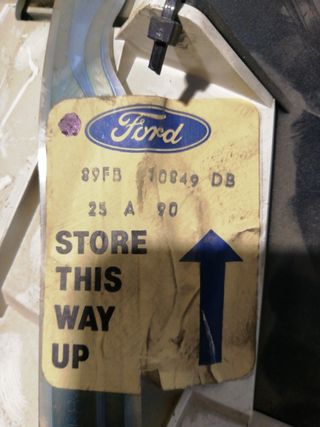 Ford
89FB 10849 DB
25 A 90
STORE
THIS
WAY
UP